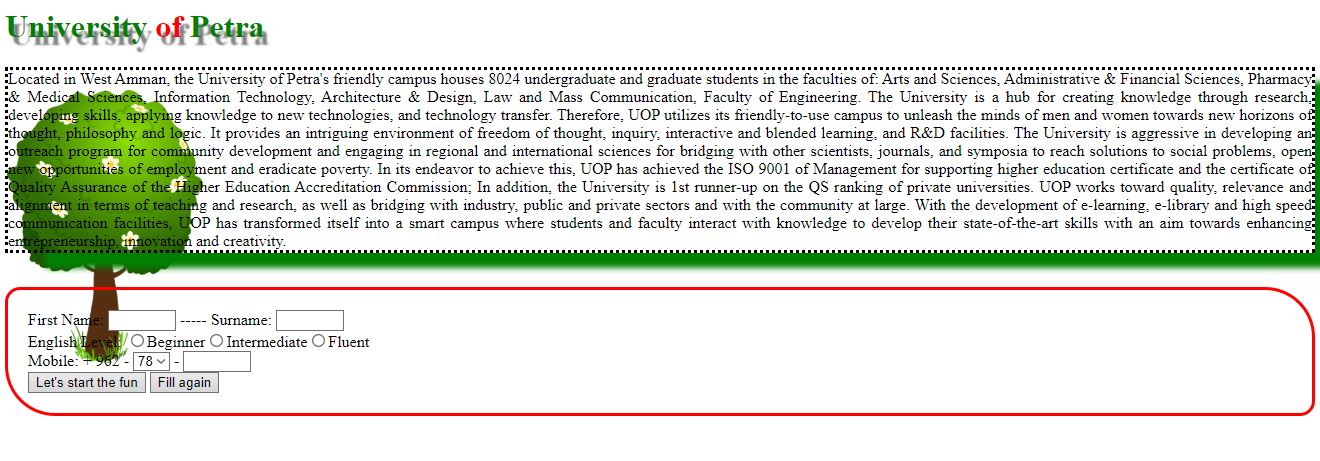 University of Petra
Located in West Amman, the University of Petra's friendly campus houses 8024 undergraduate and graduate students in the faculties of: Arts and Sciences, Administrative & Financial Sciences, Pharmacy
& Medical Sciences, Information Technology, Architecture & Design, Law and Mass Communication, Faculty of Engineering. The University is a hub for creating knowledge through research,
developing skills, applying knowledge to new technologies, and technology transfer. Therefore, UOP utilizes its friendly-to-use campus to unleash the minds of men and women towards new horizons of
thought, philosophy and logic. It provides an intriguing environment of freedom of thought, inquiry, interactive and blended learning, and R&D facilities. The University is aggressive in developing an
outreach program for community development and engaging in regional and international sciences for bridging with other scientists, journals, and symposia to reach solutions to social problems, open
new opportunities of employment and eradicate poverty. In its endeavor to achieve this, UOP has achieved the ISO 9001 of Management for supporting higher education certificate and the certificate of
Quality Assurance of the Higher Education Accreditation Commission; In addition, the University is 1st runner-up on the QS ranking of private universities. UOP works toward quality, relevance and
alignment in terms of teaching and research, as well as bridging with industry, public and private sectors and with the community at large. With the development of e-learning, e-library and high speed
communication facilities, UOP has transformed itself into a smart campus where students and faculty interact with knowledge to develop their state-of-the-art skills with an aim towards enhancing
entrepreneurship, innovation and creativity.
First Name: ----- Surname:
English Level: Beginner Intermediate Fluent
Mobile: + 962 - 78 -
Let's start the fun Fill again